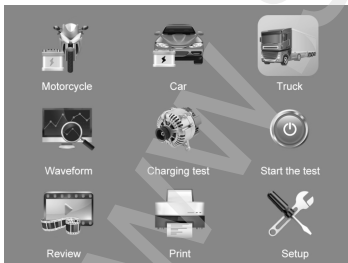 Motorcycle
Car
Truck
Waveform
Charging test
Start the test
Review
Print
Setup